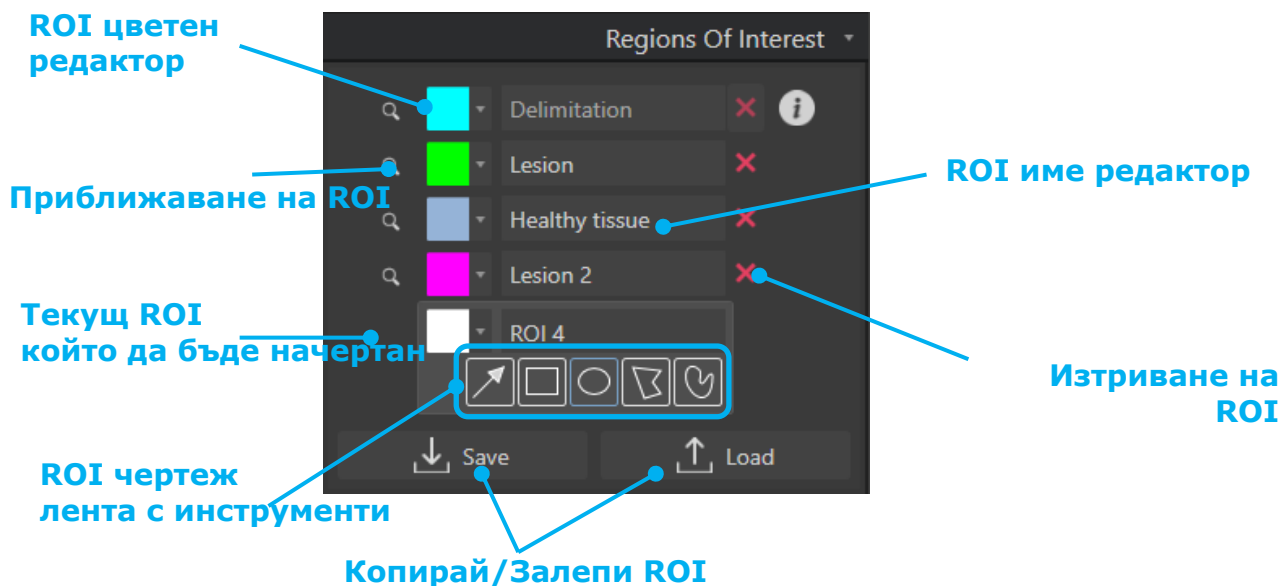 ROI цветен
редактор
Regions Of Interest
Delimitation
i
Lesion
Приближаване на ROI
ROI име редактор
Healthy tissue
Lesion 2
Текущ ROI
който да бъде начертан
ROI 4
Изтриване на
ROI
Save
Load
ROI чертеж
лента с инструменти
Копирай/Залепи ROI